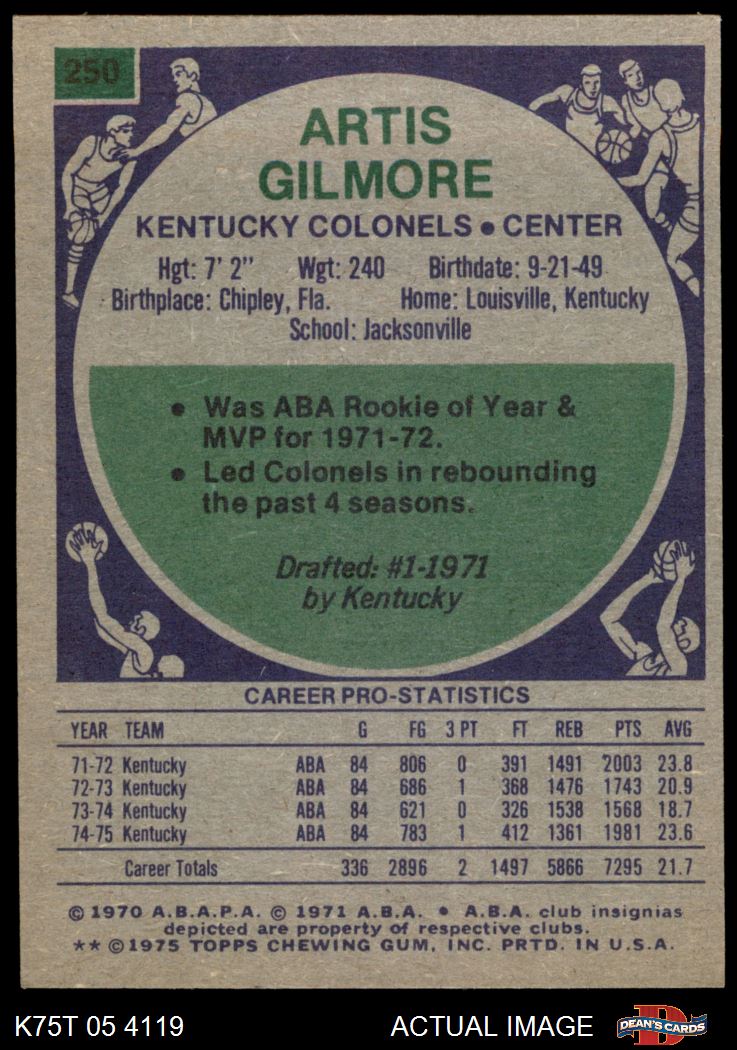 250
ARTIS
GILMORE
KENTUCKY COLONELS • CENTER
Hgt: 7' 2" Wgt: 240 Birthdate: 9-21-49
Birthplace: Chipley, Fla. Home: Louisville, Kentucky
School: Jacksonville
• Was ABA Rookie of Year &
MVP for 1971-72.
• Led Colonels in rebounding
the past 4 seasons.
Drafted: #1-1971
by Kentucky
CAREER PRO-STATISTICS
YEAR TEAM G FG 3 PT FT REB PTS AVG
71-72 Kentucky ABA 84 806 0 391 1491 2003 23.8
72-73 Kentucky ABA 84 686 1 368 1476 1743 20.9
73-74 Kentucky ABA 84 621 0 326 1538 1568 18.7
74-75 Kentucky ABA 84 783 1 412 1361 1981 23.6
Career Totals 336 2896 2 1497 5866 7295 21.7
© 1970 A.B.A.P.A. © 1971 A.B.A. • A.B.A. club insignias
depicted are property of respective clubs.
** © 1975 TOPPS CHEWING GUM, INC. PRTD. IN U.S.A.
K75T 05 4119 ACTUAL IMAGE D DEAN'S CARDS